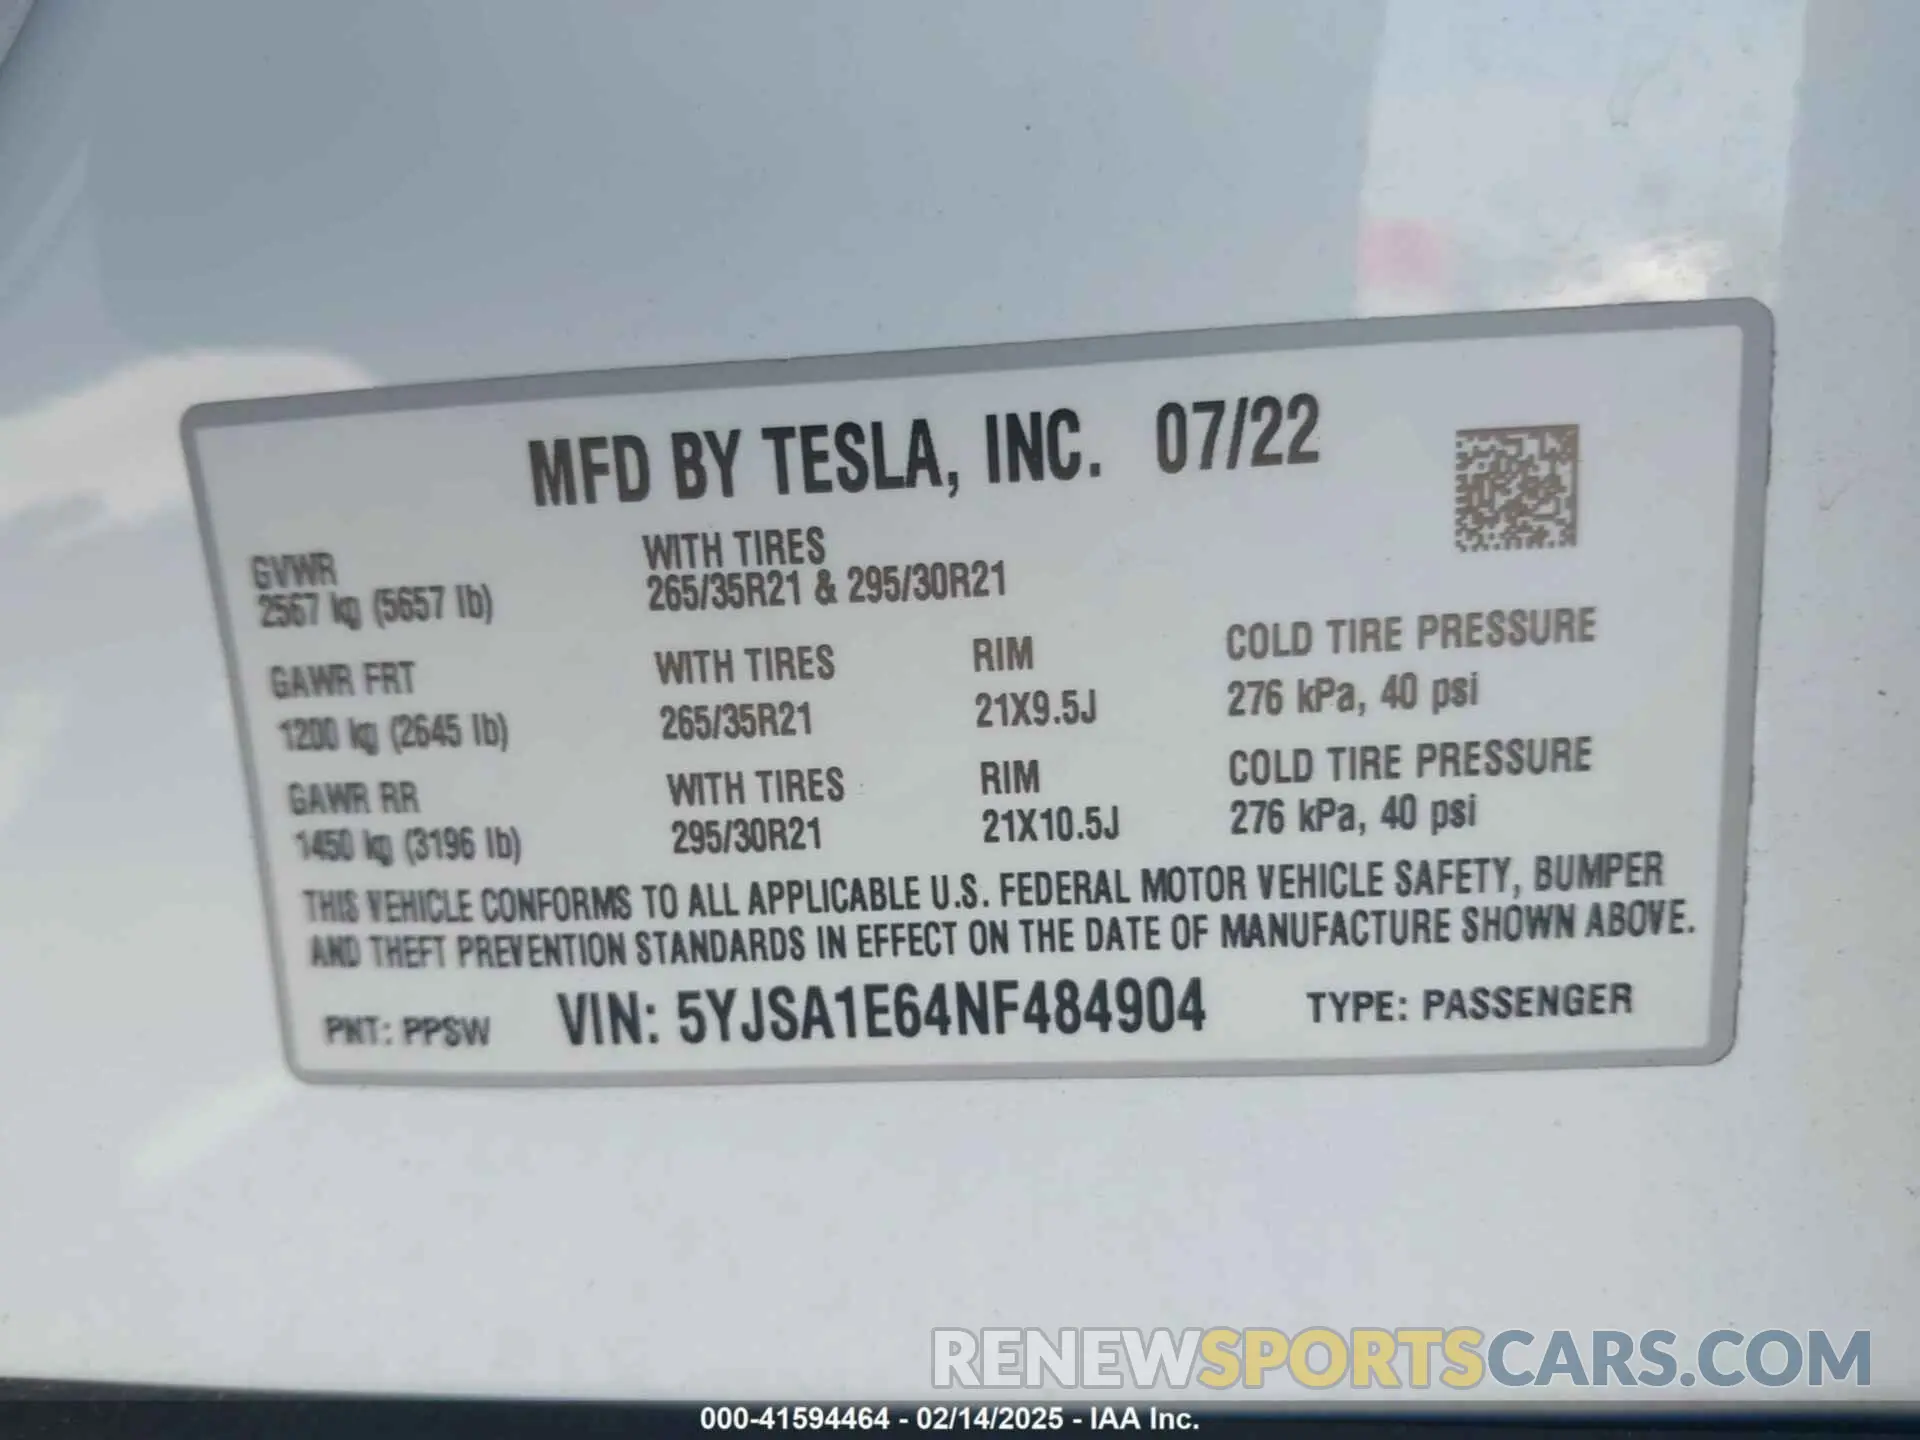 MFD BY TESLA, INC. 07/22
GVWR
2567 kg (5657 lb)
WITH TIRES
265/35R21 & 295/30R21
GAWR FRT
1200 kg (2645 lb)
WITH TIRES
265/35R21
RIM
21X9.5J
COLD TIRE PRESSURE
276 kPa, 40 psi
GAWR RR
1450 kg (3196 lb)
WITH TIRES
295/30R21
RIM
21X10.5J
COLD TIRE PRESSURE
276 kPa, 40 psi
THIS VEHICLE CONFORMS TO ALL APPLICABLE U.S. FEDERAL MOTOR VEHICLE SAFETY, BUMPER
AND THEFT PREVENTION STANDARDS IN EFFECT ON THE DATE OF MANUFACTURE SHOWN ABOVE.
PNT: PPSW VIN: 5YJSA1E64NF484904 TYPE: PASSENGER
RENEWSPORTSCARS.COM
000-41594464 - 02/14/2025 - IAA Inc.